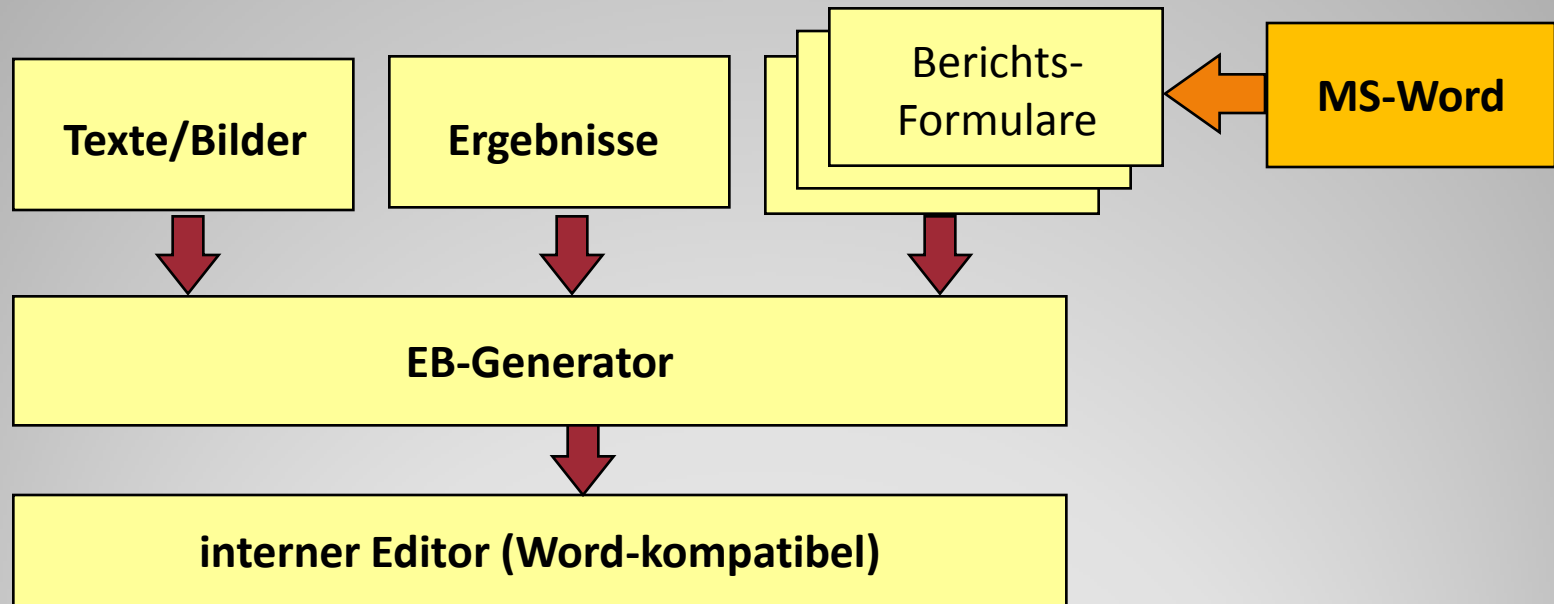 Texte/Bilder
Ergebnisse
Berichts-
Formulare
MS-Word
EB-Generator
interner Editor (Word-kompatibel)